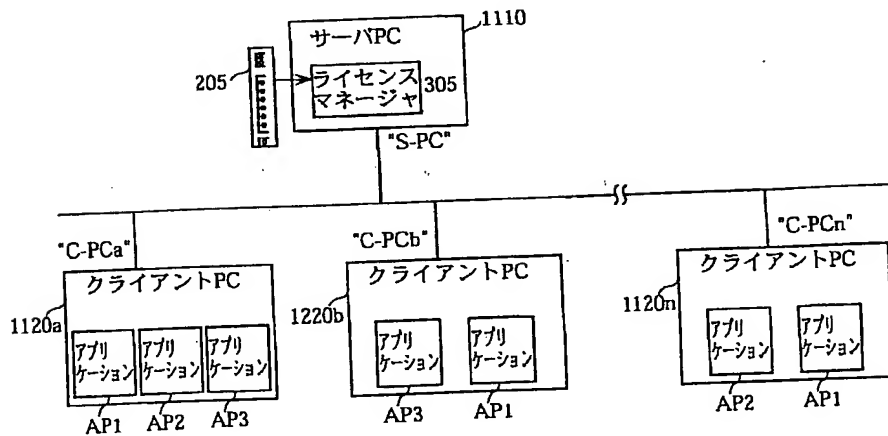 サーバPC
1110
205
ライセンス
マネージャ
305
"S-PC"
"C-PCa"
"C-PCb"
"C-PCn"
クライアントPC
クライアントPC
クライアントPC
1120a
1220b
1120n
アプリ
ケーション
アプリ
ケーション
アプリ
ケーション
アプリ
ケーション
アプリ
ケーション
アプリ
ケーション
アプリ
ケーション
AP1
AP2
AP3
AP3
AP1
AP2
AP1